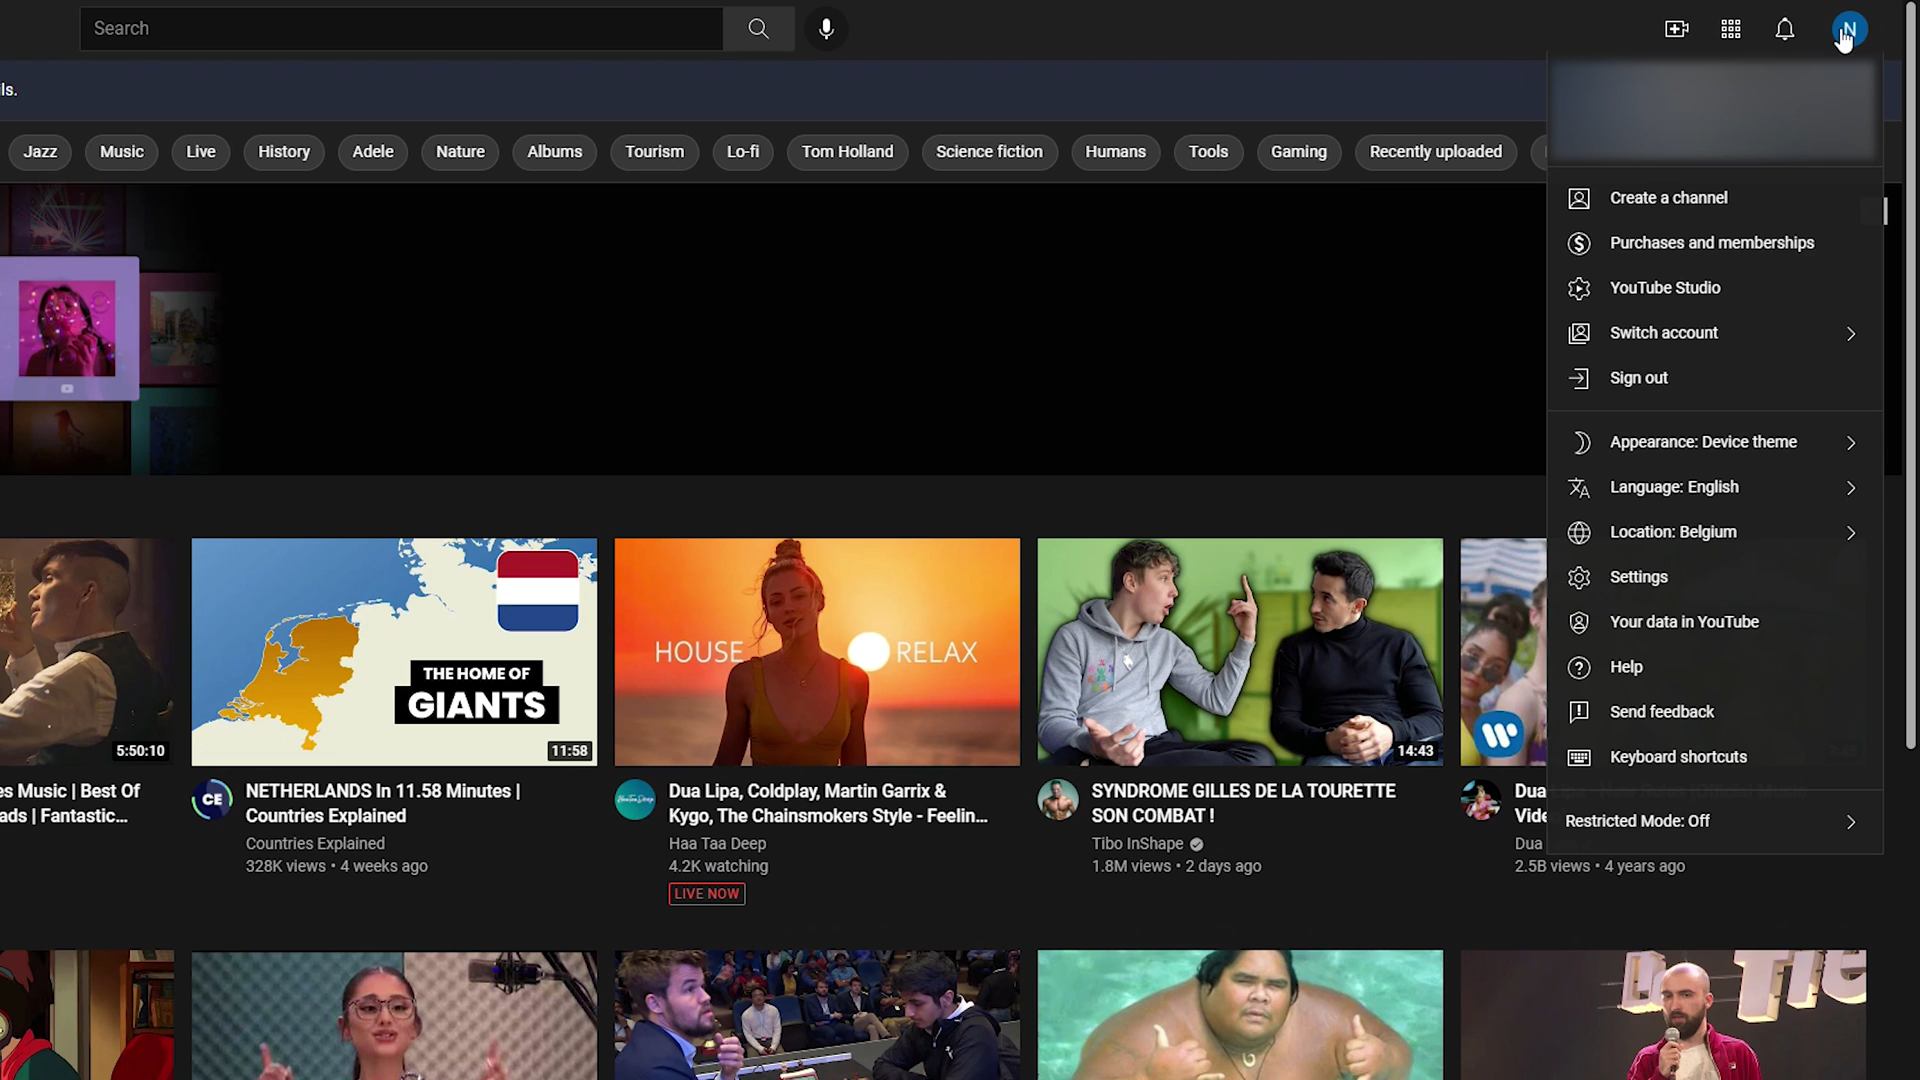 Search
N
ils.
Jazz
Music
Live
History
Adele
Nature
Albums
Tourism
Lo-fi
Tom Holland
Science fiction
Humans
Tools
Gaming
Recently uploaded
Create a channel
Purchases and memberships
YouTube Studio
Switch account
Sign out
Appearance: Device theme
Language: English
Location: Belgium
Settings
Your data in YouTube
Help
Send feedback
Keyboard shortcuts
Restricted Mode: Off
5:50:10
THE HOME OF
GIANTS
11:58
HOUSE RELAX
14:43
es Music | Best Of
ads | Fantastic...
CE
NETHERLANDS In 11.58 Minutes |
Countries Explained
Countries Explained
328K views • 4 weeks ago
Dua Lipa, Coldplay, Martin Garrix &
Kygo, The Chainsmokers Style - Feelin...
Haa Taa Deep
4.2K watching
LIVE NOW
SYNDROME GILLES DE LA TOURETTE
SON COMBAT !
Tibo InShape
1.8M views • 2 days ago
Dua
Vide
Dua
2.5B views • 4 years ago